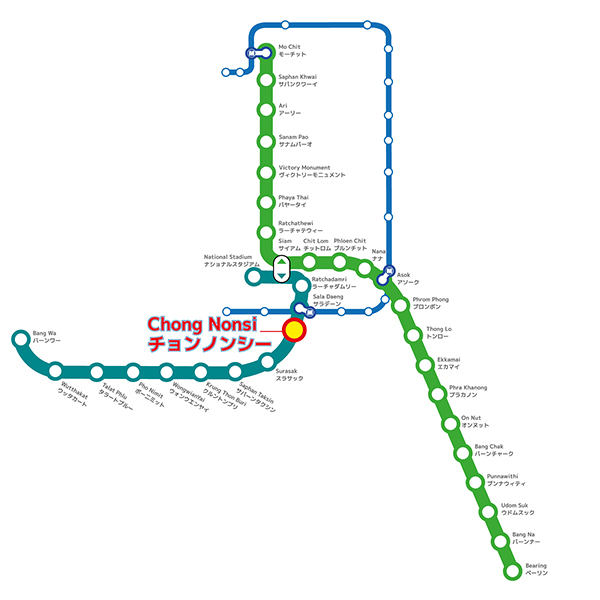 Mo Chit
モーチット
Saphan Khwai
サパンクワーイ
Ari
アーリー
Sanam Pao
サナムパーオ
Victory Monument
ヴィクトリーモニュメント
Phaya Thai
パヤータイ
Ratchathewi
ラーチャテウィー
Siam
サイアム
Chit Lom
チットロム
Phloen Chit
プルンチット
Nana
ナナ
National Stadium
ナショナルスタジアム
Asok
アソーク
Ratchadamri
ラーチャダムリー
Sala Daeng
サラデーン
Chong Nonsi
チョンノンシー
Phrom Phong
プロンポン
Thong Lo
トンロー
Ekkamai
エカマイ
Phra Khanong
プラカノン
On Nut
オンヌット
Bang Chak
バーンチャーク
Punnawithi
プンナウィティ
Udom Suk
ウドムスック
Bang Na
バーンナー
Bearing
ベーリン
Bang Wa
バーンワー
Wutthakat
ウッタカート
Talat Phlu
タラートプルー
Pho Nimit
ポーニミット
Wongwianyai
ウォンウェンヤイ
Krung Thon Buri
クルントンブリ
Saphan Taksin
サパーンタクシン
Surasak
スラサック